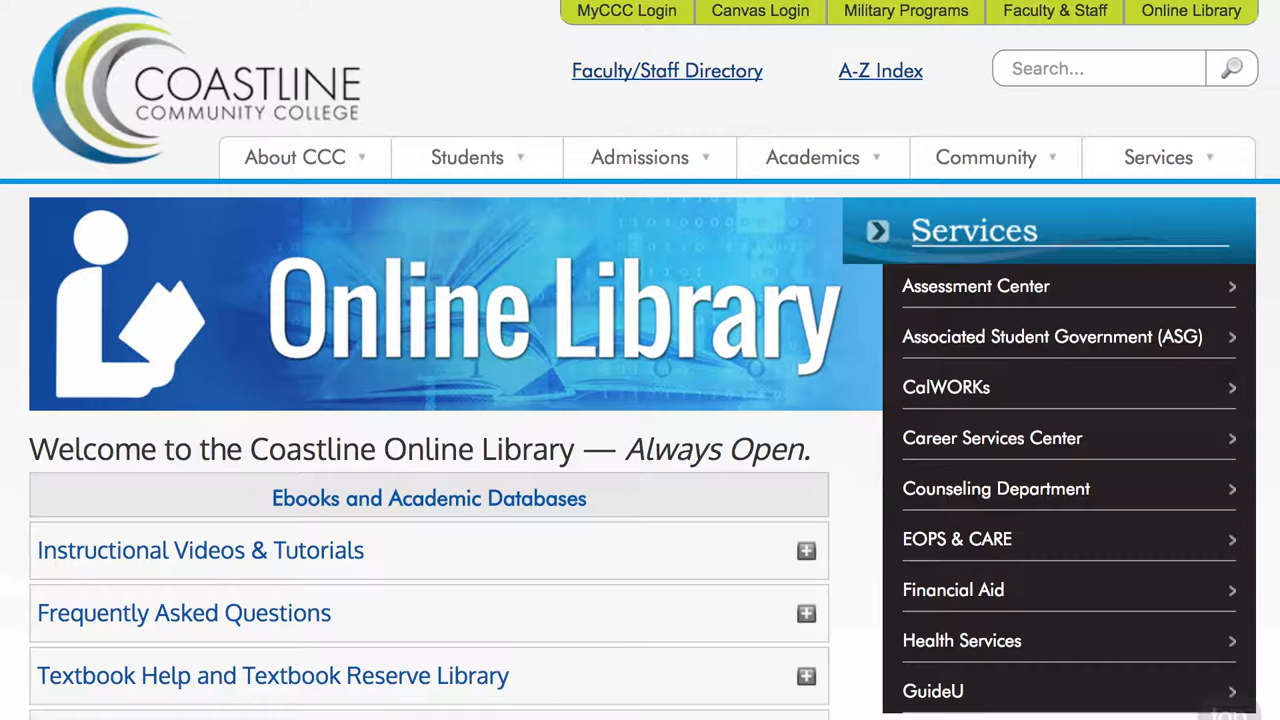 MyCCC Login Canvas Login Military Programs Faculty & Staff Online Library
COASTLINE
COMMUNITY COLLEGE
Faculty/Staff Directory A-Z Index Search...
About CCC Students Admissions Academics Community Services
Online Library
Welcome to the Coastline Online Library — Always Open.
Ebooks and Academic Databases
Instructional Videos & Tutorials
Frequently Asked Questions
Textbook Help and Textbook Reserve Library
Services
Assessment Center
Associated Student Government (ASG)
CalWORKs
Career Services Center
Counseling Department
EOPS & CARE
Financial Aid
Health Services
GuideU